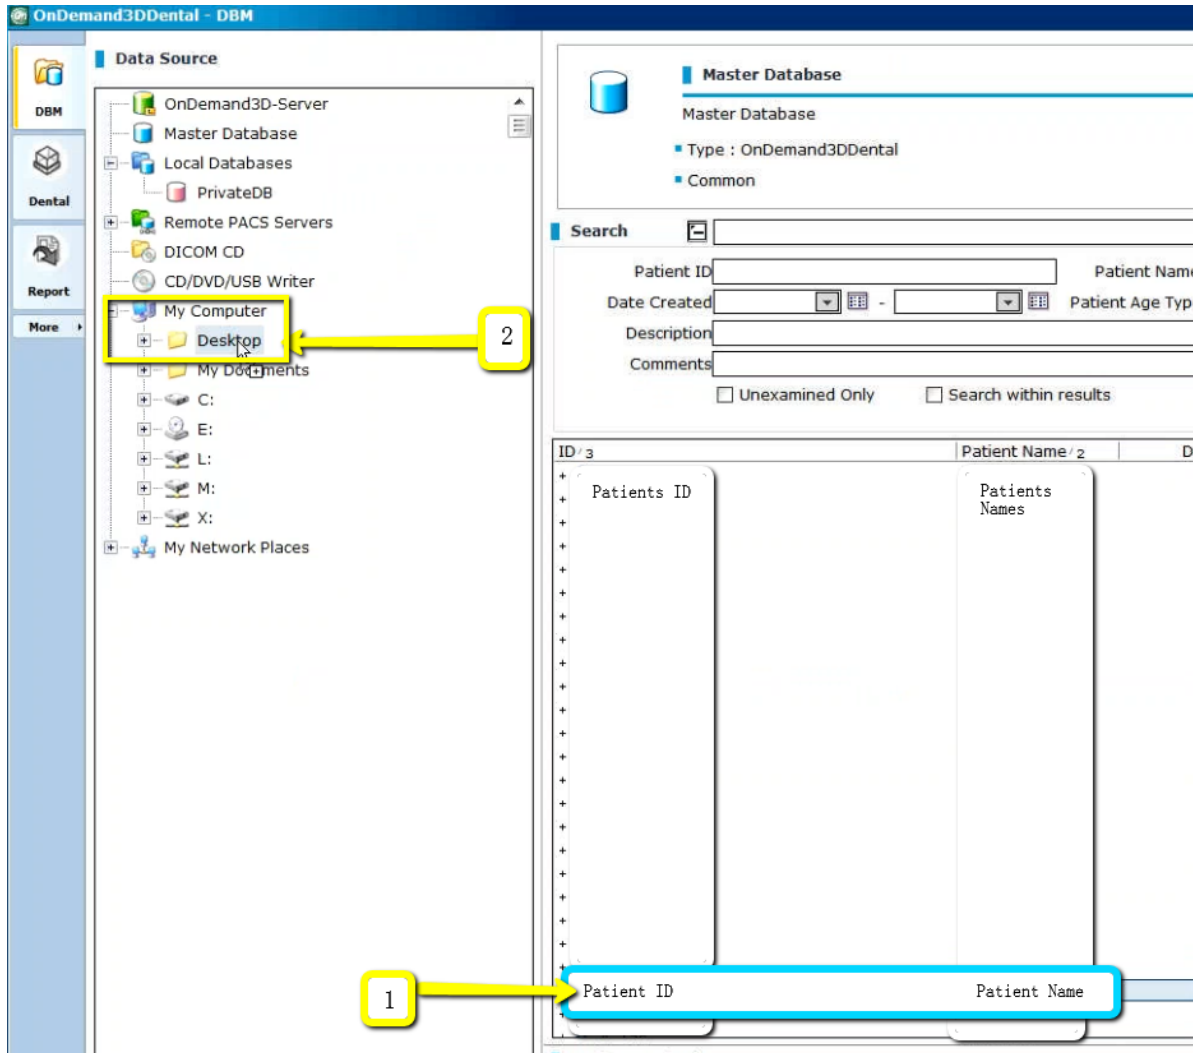 OnDemand3DDental - DBM
DBM
Dental
Report
More
Data Source
OnDemand3D-Server
Master Database
Local Databases
PrivateDB
Remote PACS Servers
DICOM CD
CD/DVD/USB Writer
My Computer
Desktop
My Documents
C:
E:
L:
M:
X:
My Network Places
2
1
Master Database
Master Database
Type : OnDemand3DDental
Common
Search
Patient ID Patient Name
Date Created - Patient Age Typ
Description
Comments
Unexamined Only Search within results
ID / 3 Patient Name / 2 D
Patients ID Patients
Names
Patient ID Patient Name